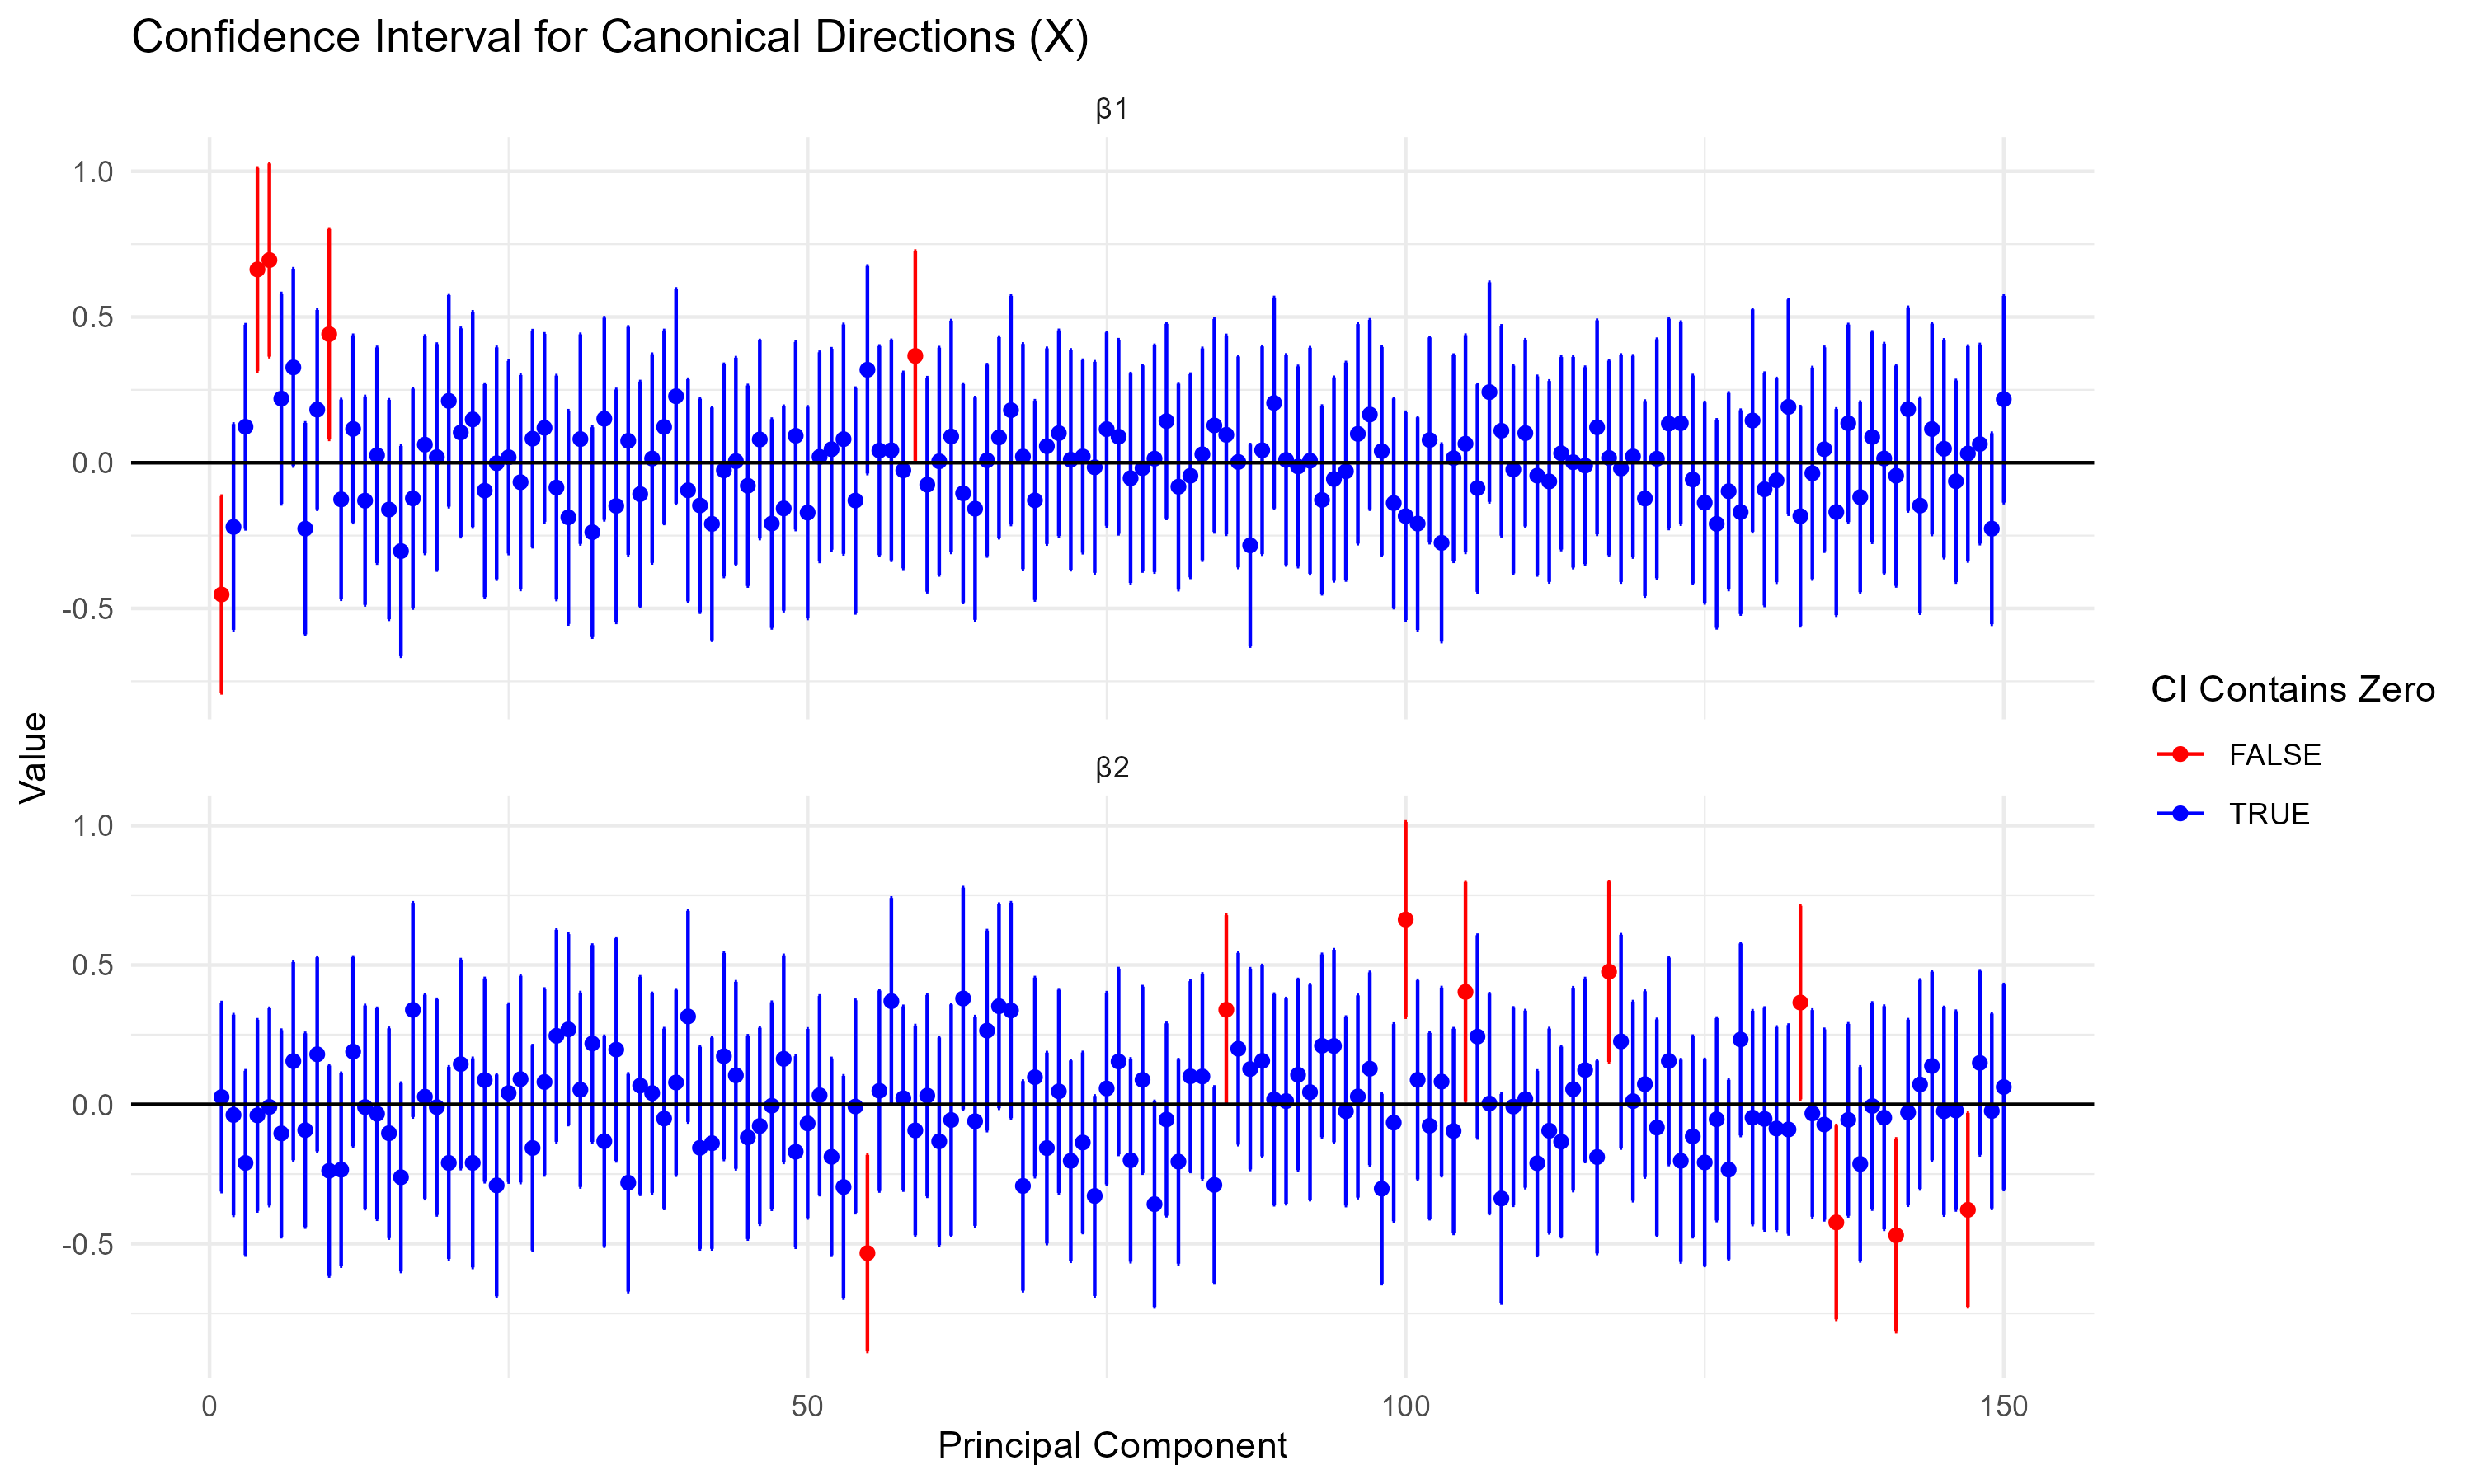 Confidence Interval for Canonical Directions (X)
β1
1.0
0.5
0.0
-0.5
Value
β2
1.0
0.5
0.0
-0.5
0 50 100 150
Principal Component
CI Contains Zero
FALSE
TRUE